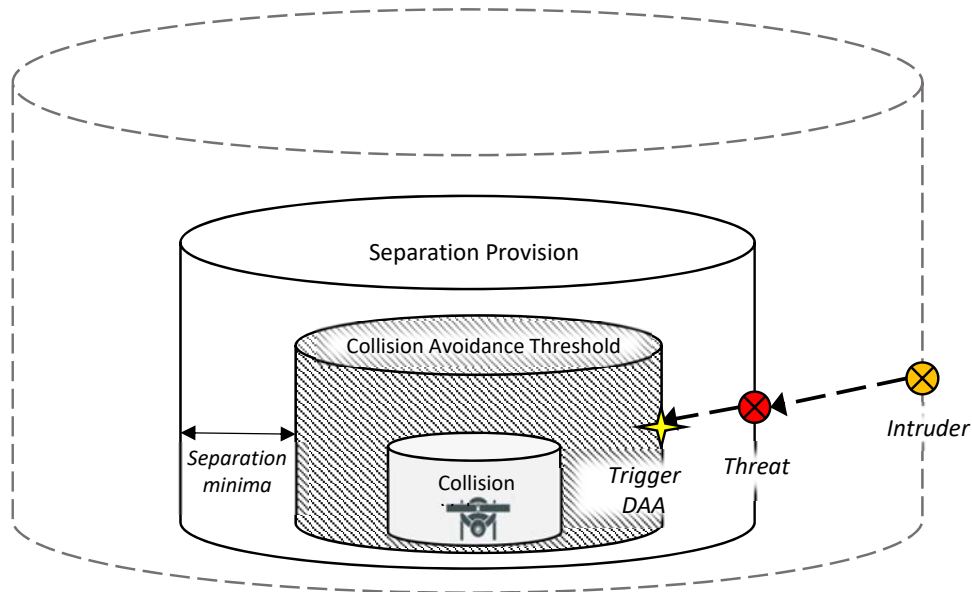 Separation Provision
Collision Avoidance Threshold
Separation
minima
Collision
Trigger
DAA
Threat
Intruder